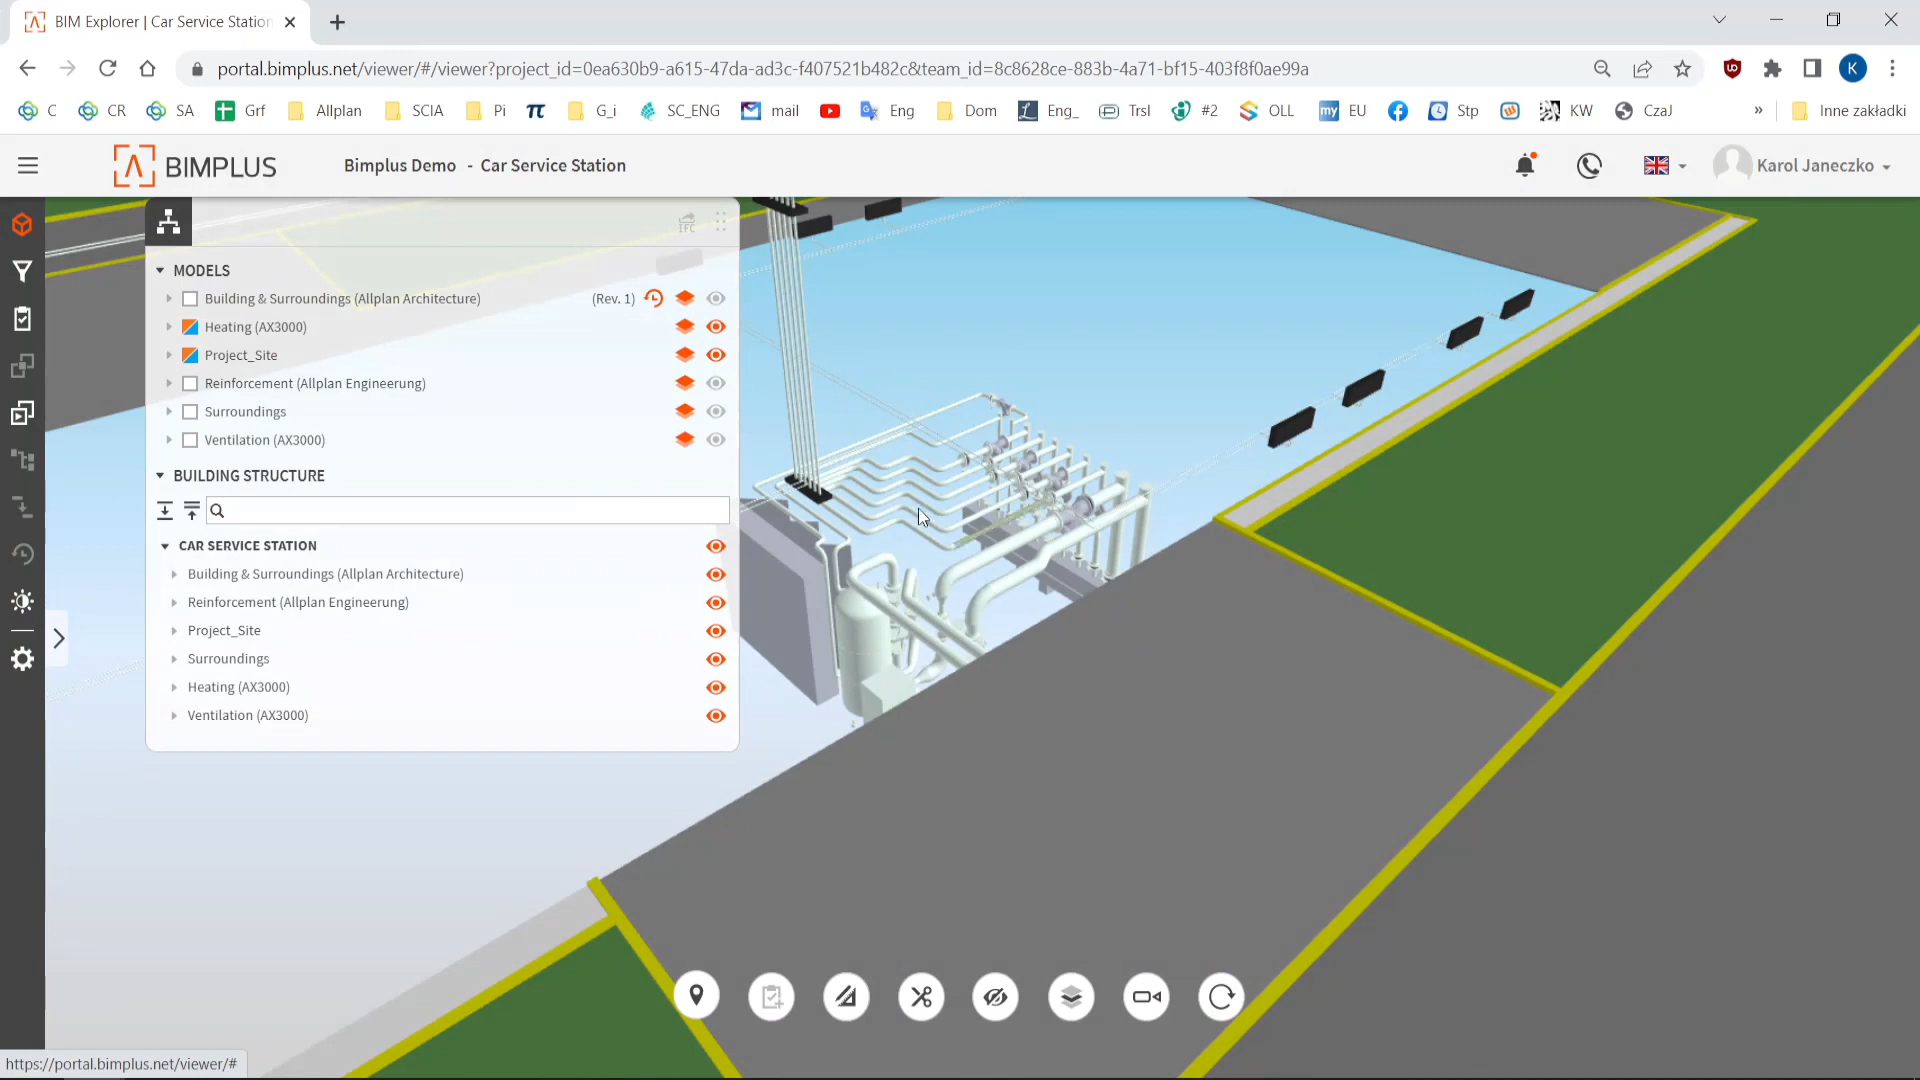 BIM Explorer | Car Service Station
portal.bimplus.net/viewer/#/viewer?project_id=0ea630b9-a615-47da-ad3c-f407521b482c&team_id=8c8628ce-883b-4a71-bf15-403f8f0ae99a
K
C CR SA Grf Allplan SCIA Pi G_i SC_ENG mail Eng Dom Eng_ Trsl #2 OLL my EU Stp KW CzaJ » Inne zakładki
BIMPLUS Bimplus Demo - Car Service Station Karol Janeczko
IFC
MODELS
Building & Surroundings (Allplan Architecture) (Rev. 1)
Heating (AX3000)
Project_Site
Reinforcement (Allplan Engineerung)
Surroundings
Ventilation (AX3000)
BUILDING STRUCTURE
CAR SERVICE STATION
Building & Surroundings (Allplan Architecture)
Reinforcement (Allplan Engineerung)
Project_Site
Surroundings
Heating (AX3000)
Ventilation (AX3000)
https://portal.bimplus.net/viewer/#